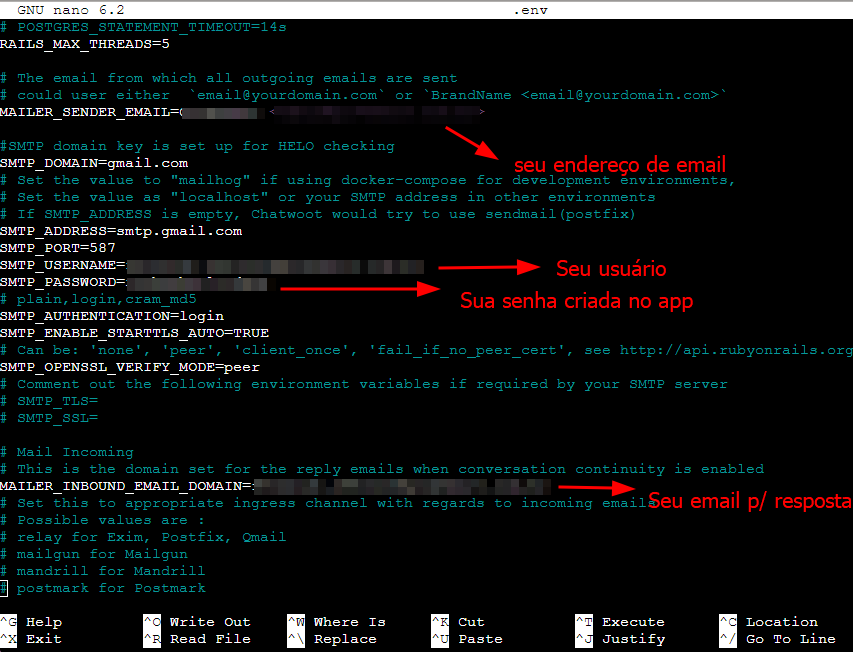 GNU nano 6.2 .env
# POSTGRES_STATEMENT_TIMEOUT=14s
RAILS_MAX_THREADS=5
# The email from which all outgoing emails are sent
# could user either `email@yourdomain.com` or `BrandName <email@yourdomain.com>`
MAILER_SENDER_EMAIL=
#SMTP domain key is set up for HELO checking
seu endereço de email
SMTP_DOMAIN=gmail.com
# Set the value to "mailhog" if using docker-compose for development environments,
# Set the value as "localhost" or your SMTP address in other environments
# If SMTP_ADDRESS is empty, Chatwoot would try to use sendmail(postfix)
SMTP_ADDRESS=smtp.gmail.com
SMTP_PORT=587
SMTP_USERNAME= Seu usuário
SMTP_PASSWORD=
# plain,login,cram_md5 Sua senha criada no app
SMTP_AUTHENTICATION=login
SMTP_ENABLE_STARTTLS_AUTO=TRUE
# Can be: 'none', 'peer', 'client_once', 'fail_if_no_peer_cert', see http://api.rubyonrails.org
SMTP_OPENSSL_VERIFY_MODE=peer
# Comment out the following environment variables if required by your SMTP server
# SMTP_TLS=
# SMTP_SSL=
# Mail Incoming
# This is the domain set for the reply emails when conversation continuity is enabled
MAILER_INBOUND_EMAIL_DOMAIN=
Seu email p/ resposta
# Set this to appropriate ingress channel with regards to incoming emails
# Possible values are :
# relay for Exim, Postfix, Qmail
# mailgun for Mailgun
# mandrill for Mandrill
# postmark for Postmark
^G Help ^O Write Out ^W Where Is ^K Cut ^T Execute ^C Location
^X Exit ^R Read File ^\ Replace ^U Paste ^J Justify ^/ Go To Line